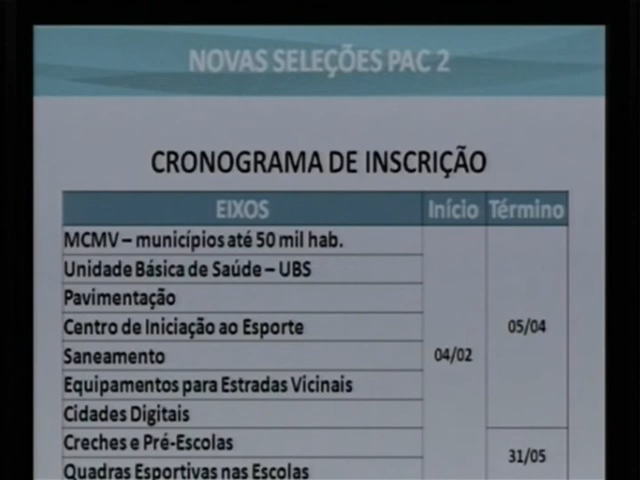 NOVAS SELEÇÕES PAC 2
CRONOGRAMA DE INSCRIÇÃO
EIXOS Início Término
MCMV – municípios até 50 mil hab.
Unidade Básica de Saúde – UBS
Pavimentação
Centro de Iniciação ao Esporte
05/04
Saneamento
04/02
Equipamentos para Estradas Vicinais
Cidades Digitais
Creches e Pré-Escolas
31/05
Quadras Esportivas nas Escolas